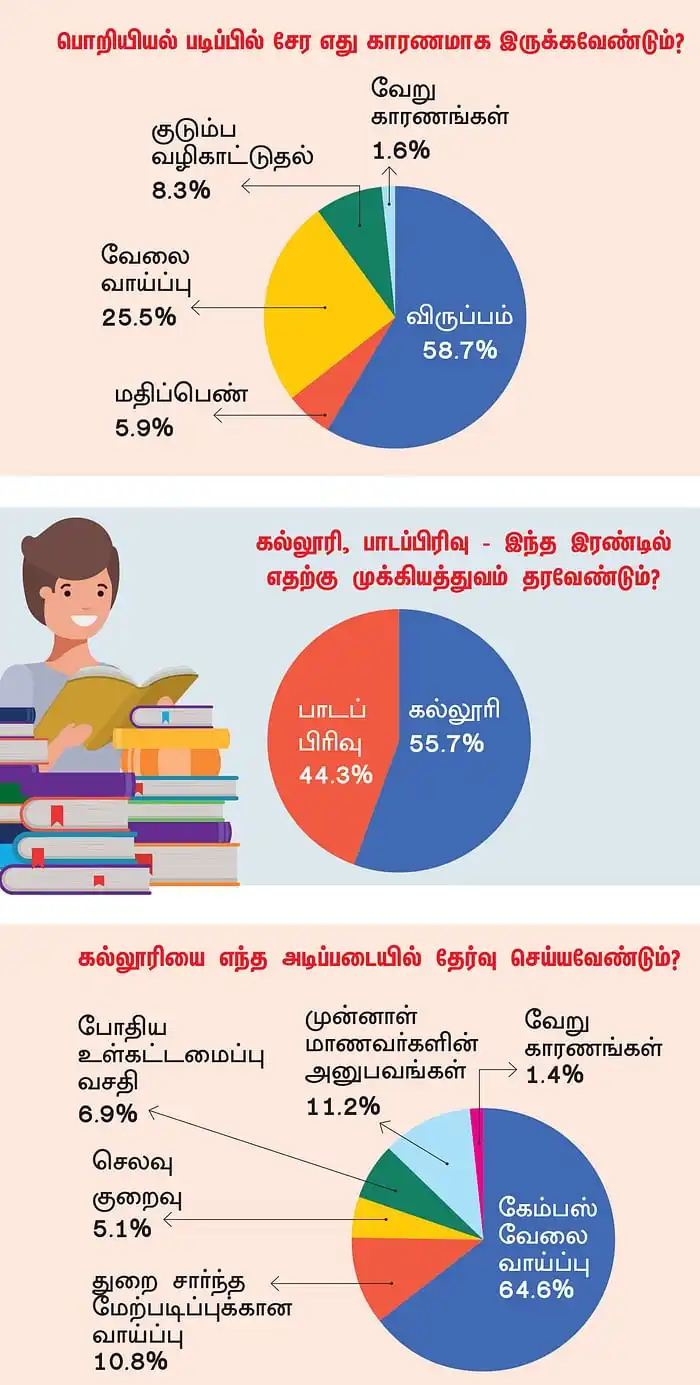 பொறியியல் படிப்பில் சேர எது காரணமாக இருக்கவேண்டும்?
வேறு
காரணங்கள்
1.6%
குடும்ப
வழிகாட்டுதல்
8.3%
வேலை
வாய்ப்பு
25.5%
விருப்பம்
58.7%
மதிப்பெண்
5.9%
கல்லூரி, பாடப்பிரிவு - இந்த இரண்டில்
எதற்கு முக்கியத்துவம் தரவேண்டும்?
பாடப்
பிரிவு
44.3%
கல்லூரி
55.7%
கல்லூரியை எந்த அடிப்படையில் தேர்வு செய்யவேண்டும்?
போதிய
உள்கட்டமைப்பு
வசதி
6.9%
முன்னாள்
மாணவர்களின்
அனுபவங்கள்
11.2%
வேறு
காரணங்கள்
1.4%
செலவு
குறைவு
5.1%
கேம்பஸ்
வேலை
வாய்ப்பு
64.6%
துறை சார்ந்த
மேற்படிப்புக்கான
வாய்ப்பு
10.8%